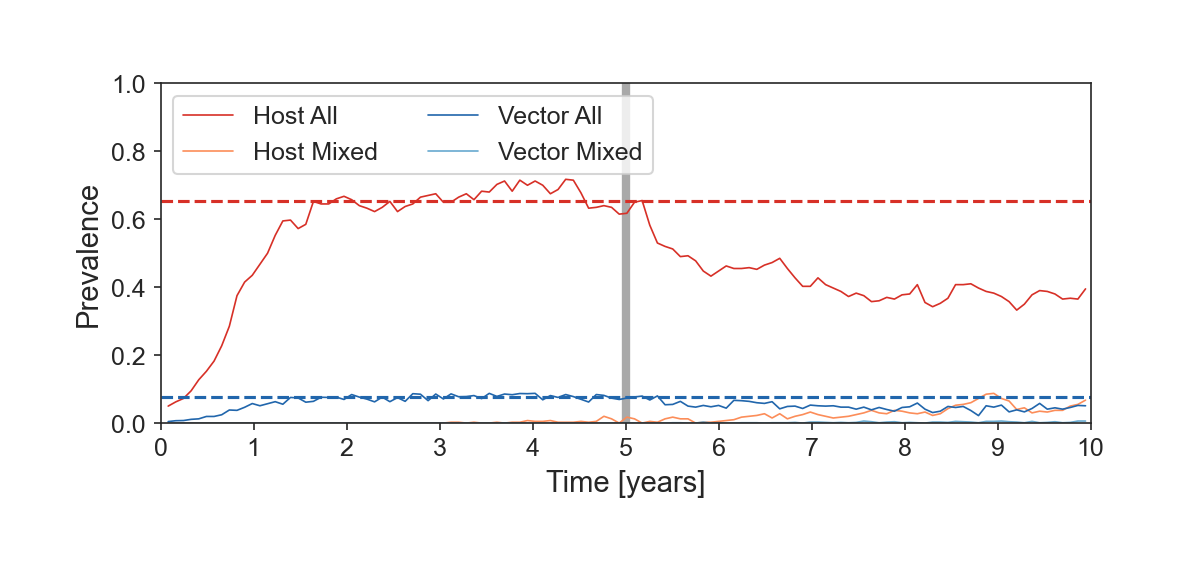 1.0
0.8
0.6
0.4
0.2
0.0
Prevalence
Host All
Host Mixed
Vector All
Vector Mixed
0 1 2 3 4 5 6 7 8 9 10
Time [years]